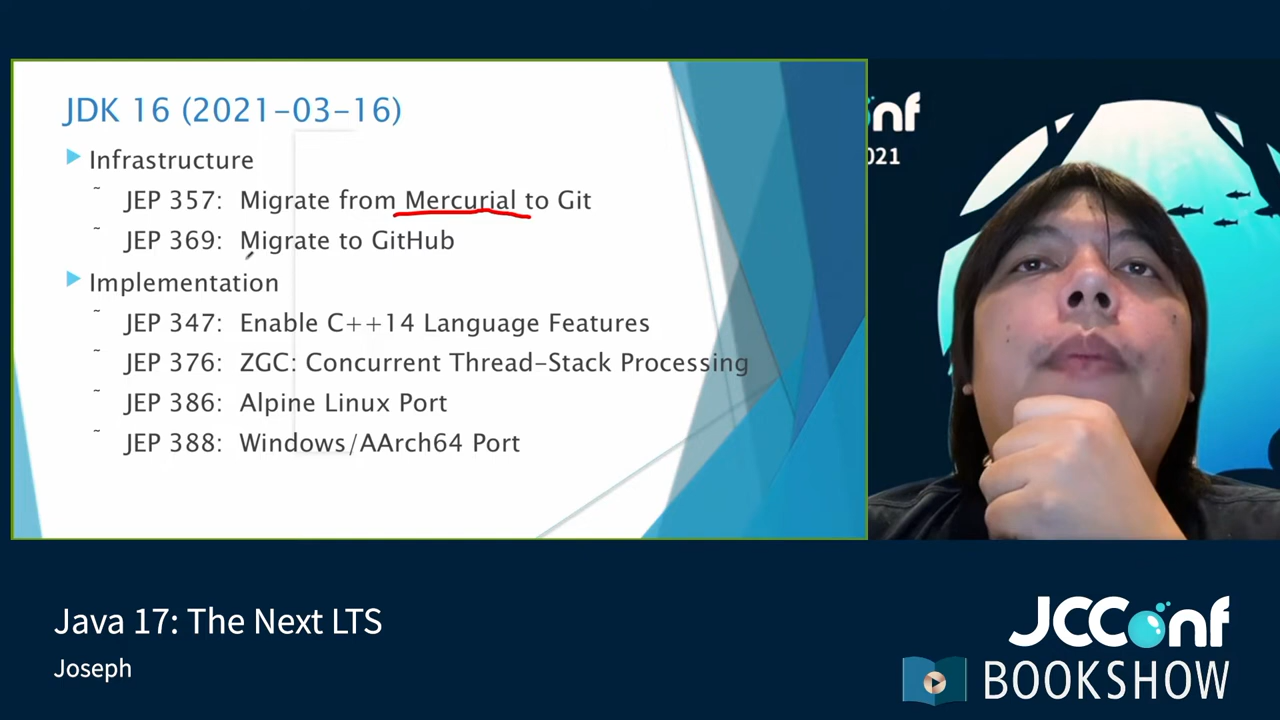 JDK 16 (2021-03-16)
Infrastructure
JEP 357: Migrate from Mercurial to Git
JEP 369: Migrate to GitHub
Implementation
JEP 347: Enable C++14 Language Features
JEP 376: ZGC: Concurrent Thread-Stack Processing
JEP 386: Alpine Linux Port
JEP 388: Windows/AArch64 Port
onf
021
Java 17: The Next LTS
Joseph
JCConf
BOOKSHOW